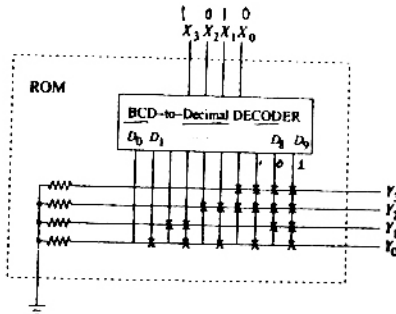 1 0 1 0
X3 X2 X1 X0
ROM
BCD-to-Decimal DECODER
D0 D1 D8 D9
0 1
Y2
Y1
Y0